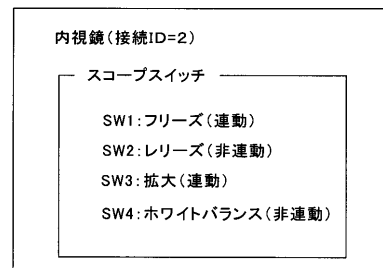 内視鏡(接続ID=2)
スコープスイッチ
SW1:フリーズ(連動)
SW2:レリーズ(非連動)
SW3:拡大(連動)
SW4:ホワイトバランス(非連動)